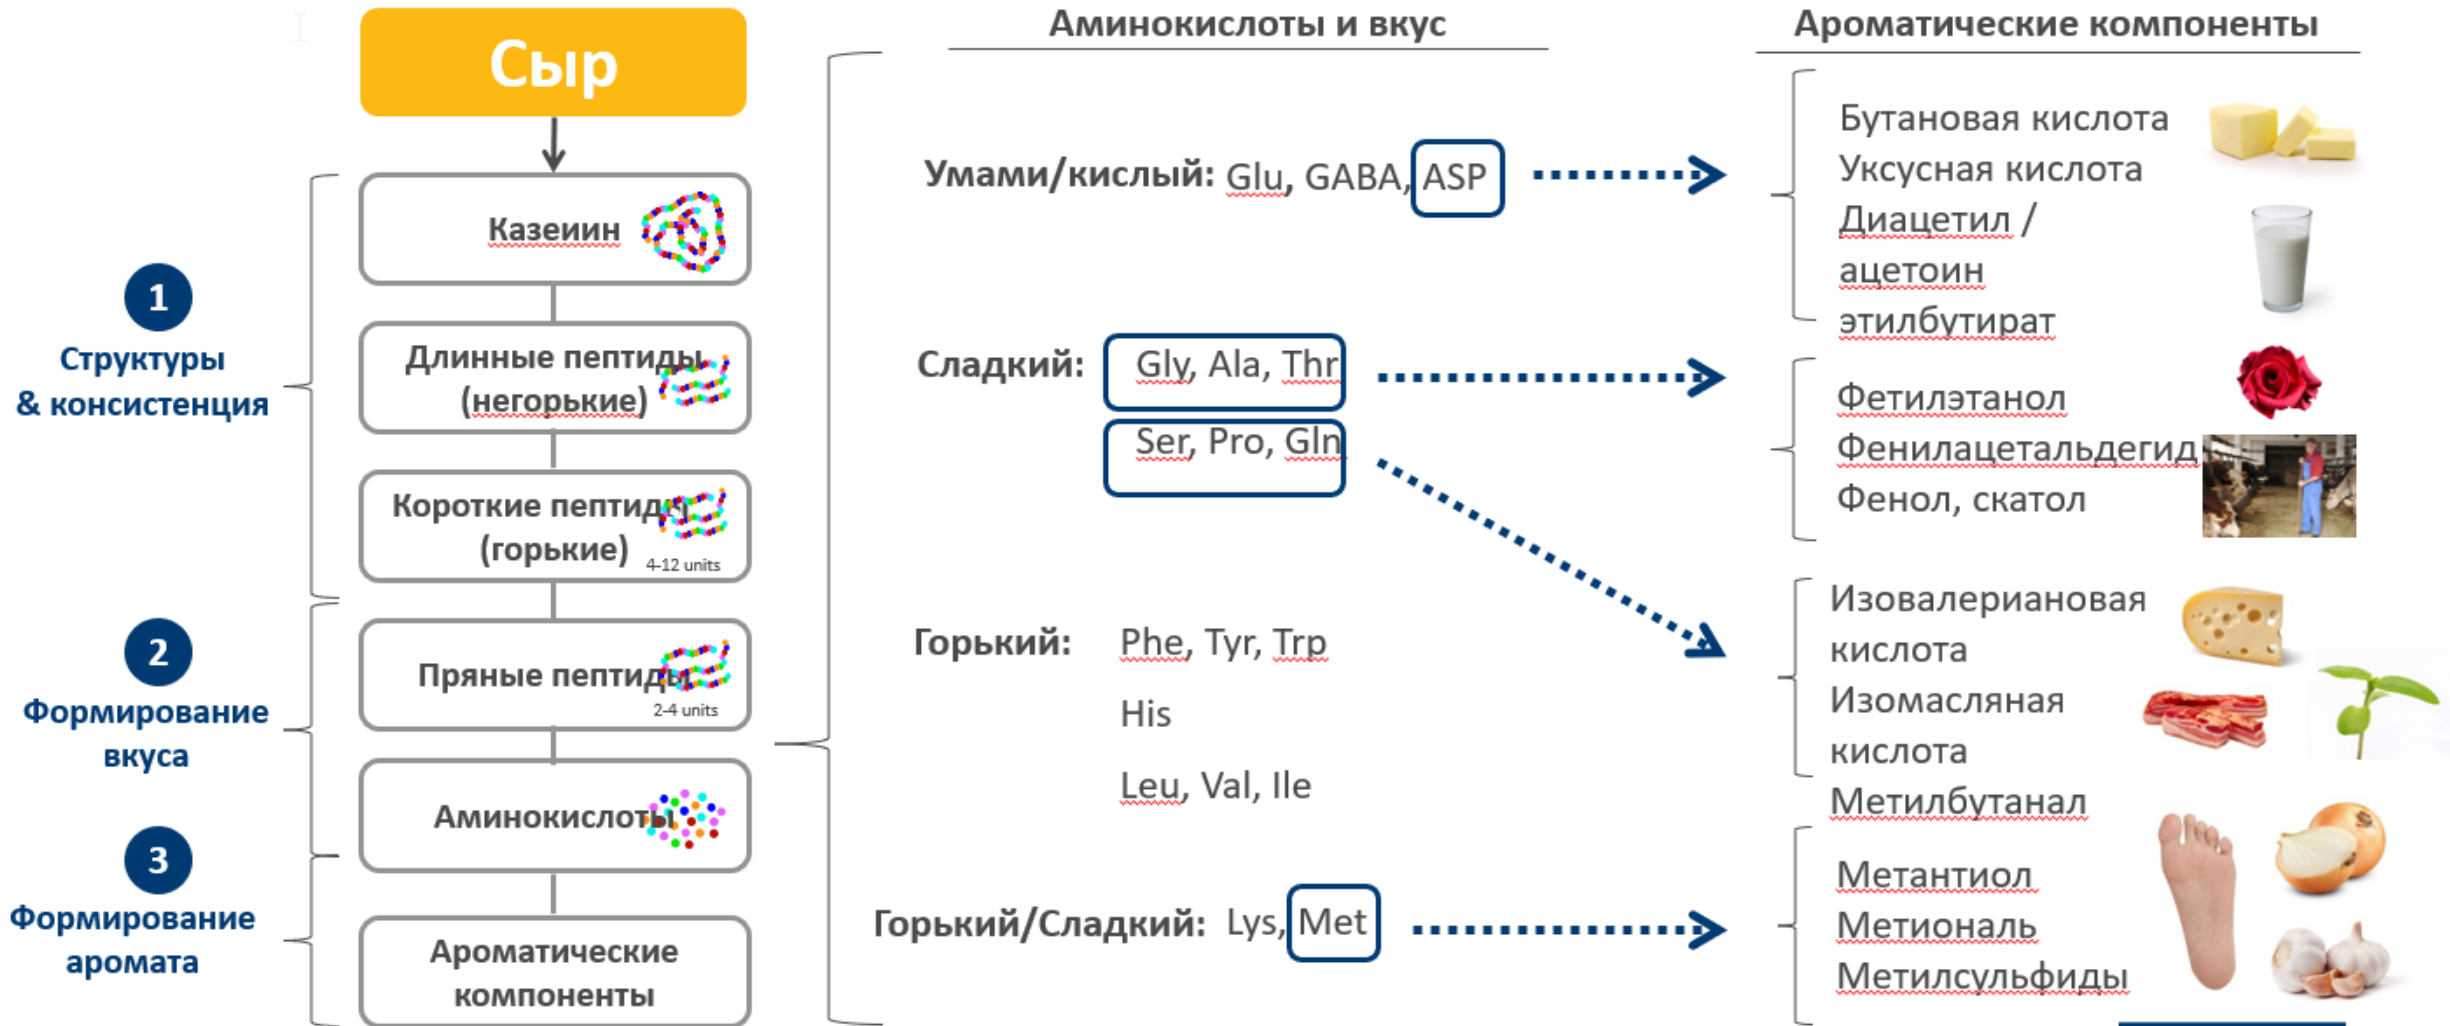 Сыр
Казеиин
Длинные пептиды
(негорькие)
Короткие пептиды
(горькие)
4-12 units
Пряные пептиды
2-4 units
Аминокислоты
Ароматические
компоненты
1
Структуры
& консистенция
2
Формирование
вкуса
3
Формирование
аромата
Аминокислоты и вкус
Умами/кислый: Glu, GABA, ASP
Сладкий: Gly, Ala, Thr
Ser, Pro, Gln
Горький: Phe, Tyr, Trp
His
Leu, Val, Ile
Горький/Сладкий: Lys, Met
Ароматические компоненты
Бутановая кислота
Уксусная кислота
Диацетил /
ацетоин
этилбутират
Фетилэтанол
Фенилацетальдегид
Фенол, скатол
Изовалериановая
кислота
Изомасляная
кислота
Метилбутанал
Метантиол
Метиональ
Метилсульфиды